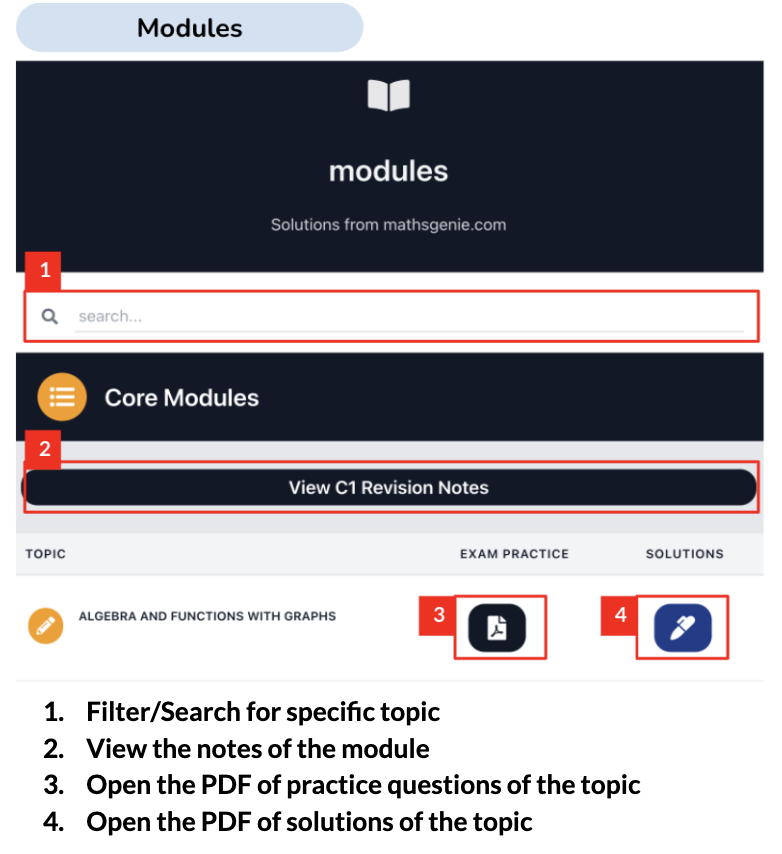 Modules
modules
Solutions from mathsgenie.com
1
search...
Core Modules
2
View C1 Revision Notes
TOPIC EXAM PRACTICE SOLUTIONS
ALGEBRA AND FUNCTIONS WITH GRAPHS 3 4
1. Filter/Search for specific topic
2. View the notes of the module
3. Open the PDF of practice questions of the topic
4. Open the PDF of solutions of the topic